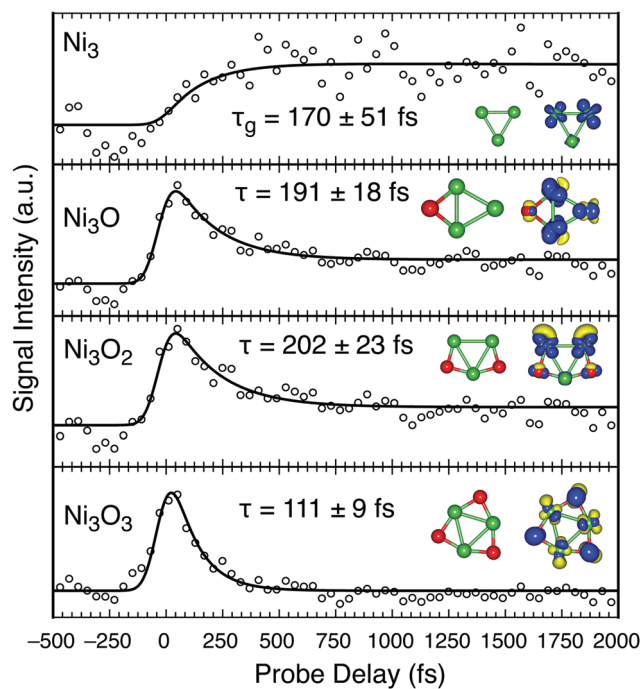 Ni3
τg = 170 ± 51 fs
Ni3O
τ = 191 ± 18 fs
Ni3O2
τ = 202 ± 23 fs
Ni3O3
τ = 111 ± 9 fs
Signal Intensity (a.u.)
−500 −250 0 250 500 750 1000 1250 1500 1750 2000
Probe Delay (fs)